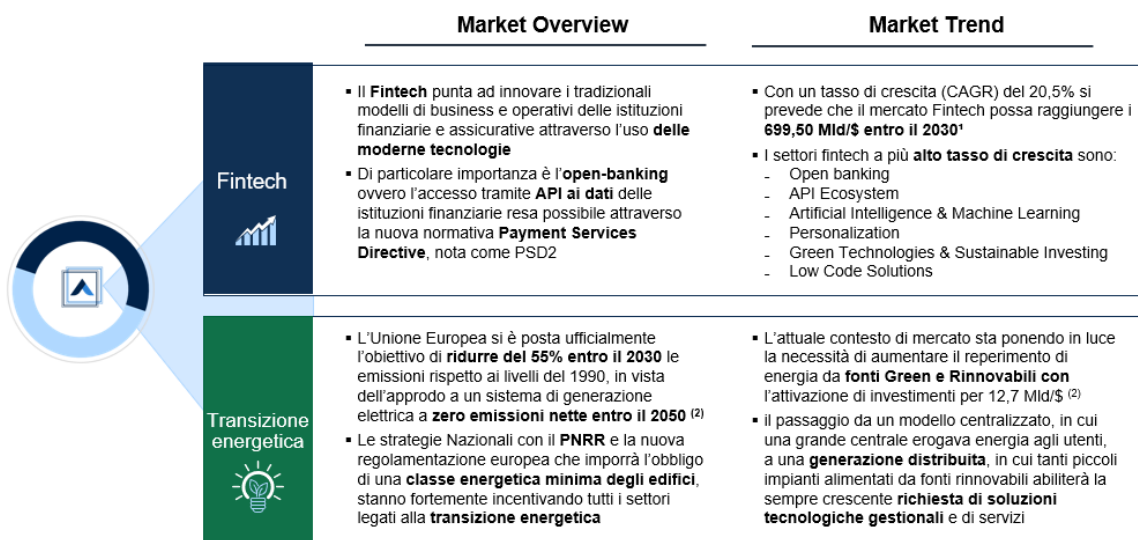 Market Overview
Market Trend
Fintech
▪ Il Fintech punta ad innovare i tradizionali
modelli di business e operativi delle istituzioni
finanziarie e assicurative attraverso l'uso delle
moderne tecnologie
▪ Di particolare importanza è l'open-banking
ovvero l'accesso tramite API ai dati delle
istituzioni finanziarie resa possibile attraverso
la nuova normativa Payment Services
Directive, nota come PSD2
▪ Con un tasso di crescita (CAGR) del 20,5% si
prevede che il mercato Fintech possa raggiungere i
699,50 Mld/$ entro il 2030¹
▪ I settori fintech a più alto tasso di crescita sono:
- Open banking
- API Ecosystem
- Artificial Intelligence & Machine Learning
- Personalization
- Green Technologies & Sustainable Investing
- Low Code Solutions
Transizione
energetica
▪ L'Unione Europea si è posta ufficialmente
l'obiettivo di ridurre del 55% entro il 2030 le
emissioni rispetto ai livelli del 1990, in vista
dell'approdo a un sistema di generazione
elettrica a zero emissioni nette entro il 2050 (2)
▪ Le strategie Nazionali con il PNRR e la nuova
regolamentazione europea che imporrà l'obbligo
di una classe energetica minima degli edifici,
stanno fortemente incentivando tutti i settori
legati alla transizione energetica
▪ L'attuale contesto di mercato sta ponendo in luce
la necessità di aumentare il reperimento di
energia da fonti Green e Rinnovabili con
l'attivazione di investimenti per 12,7 Mld/$ (2)
▪ il passaggio da un modello centralizzato, in cui
una grande centrale erogava energia agli utenti,
a una generazione distribuita, in cui tanti piccoli
impianti alimentati da fonti rinnovabili abiliterà la
sempre crescente richiesta di soluzioni
tecnologiche gestionali e di servizi